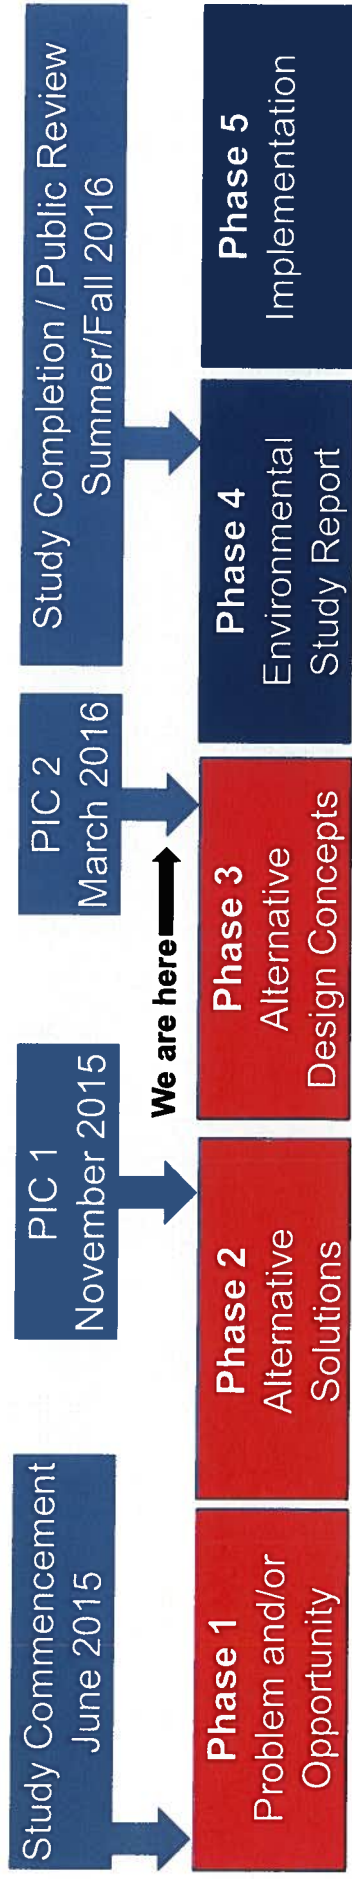 Study Commencement
June 2015
PIC 1
November 2015
PIC 2
March 2016
Study Completion / Public Review
Summer/Fall 2016
We are here
Phase 1
Problem and/or
Opportunity
Phase 2
Alternative
Solutions
Phase 3
Alternative
Design Concepts
Phase 4
Environmental
Study Report
Phase 5
Implementation